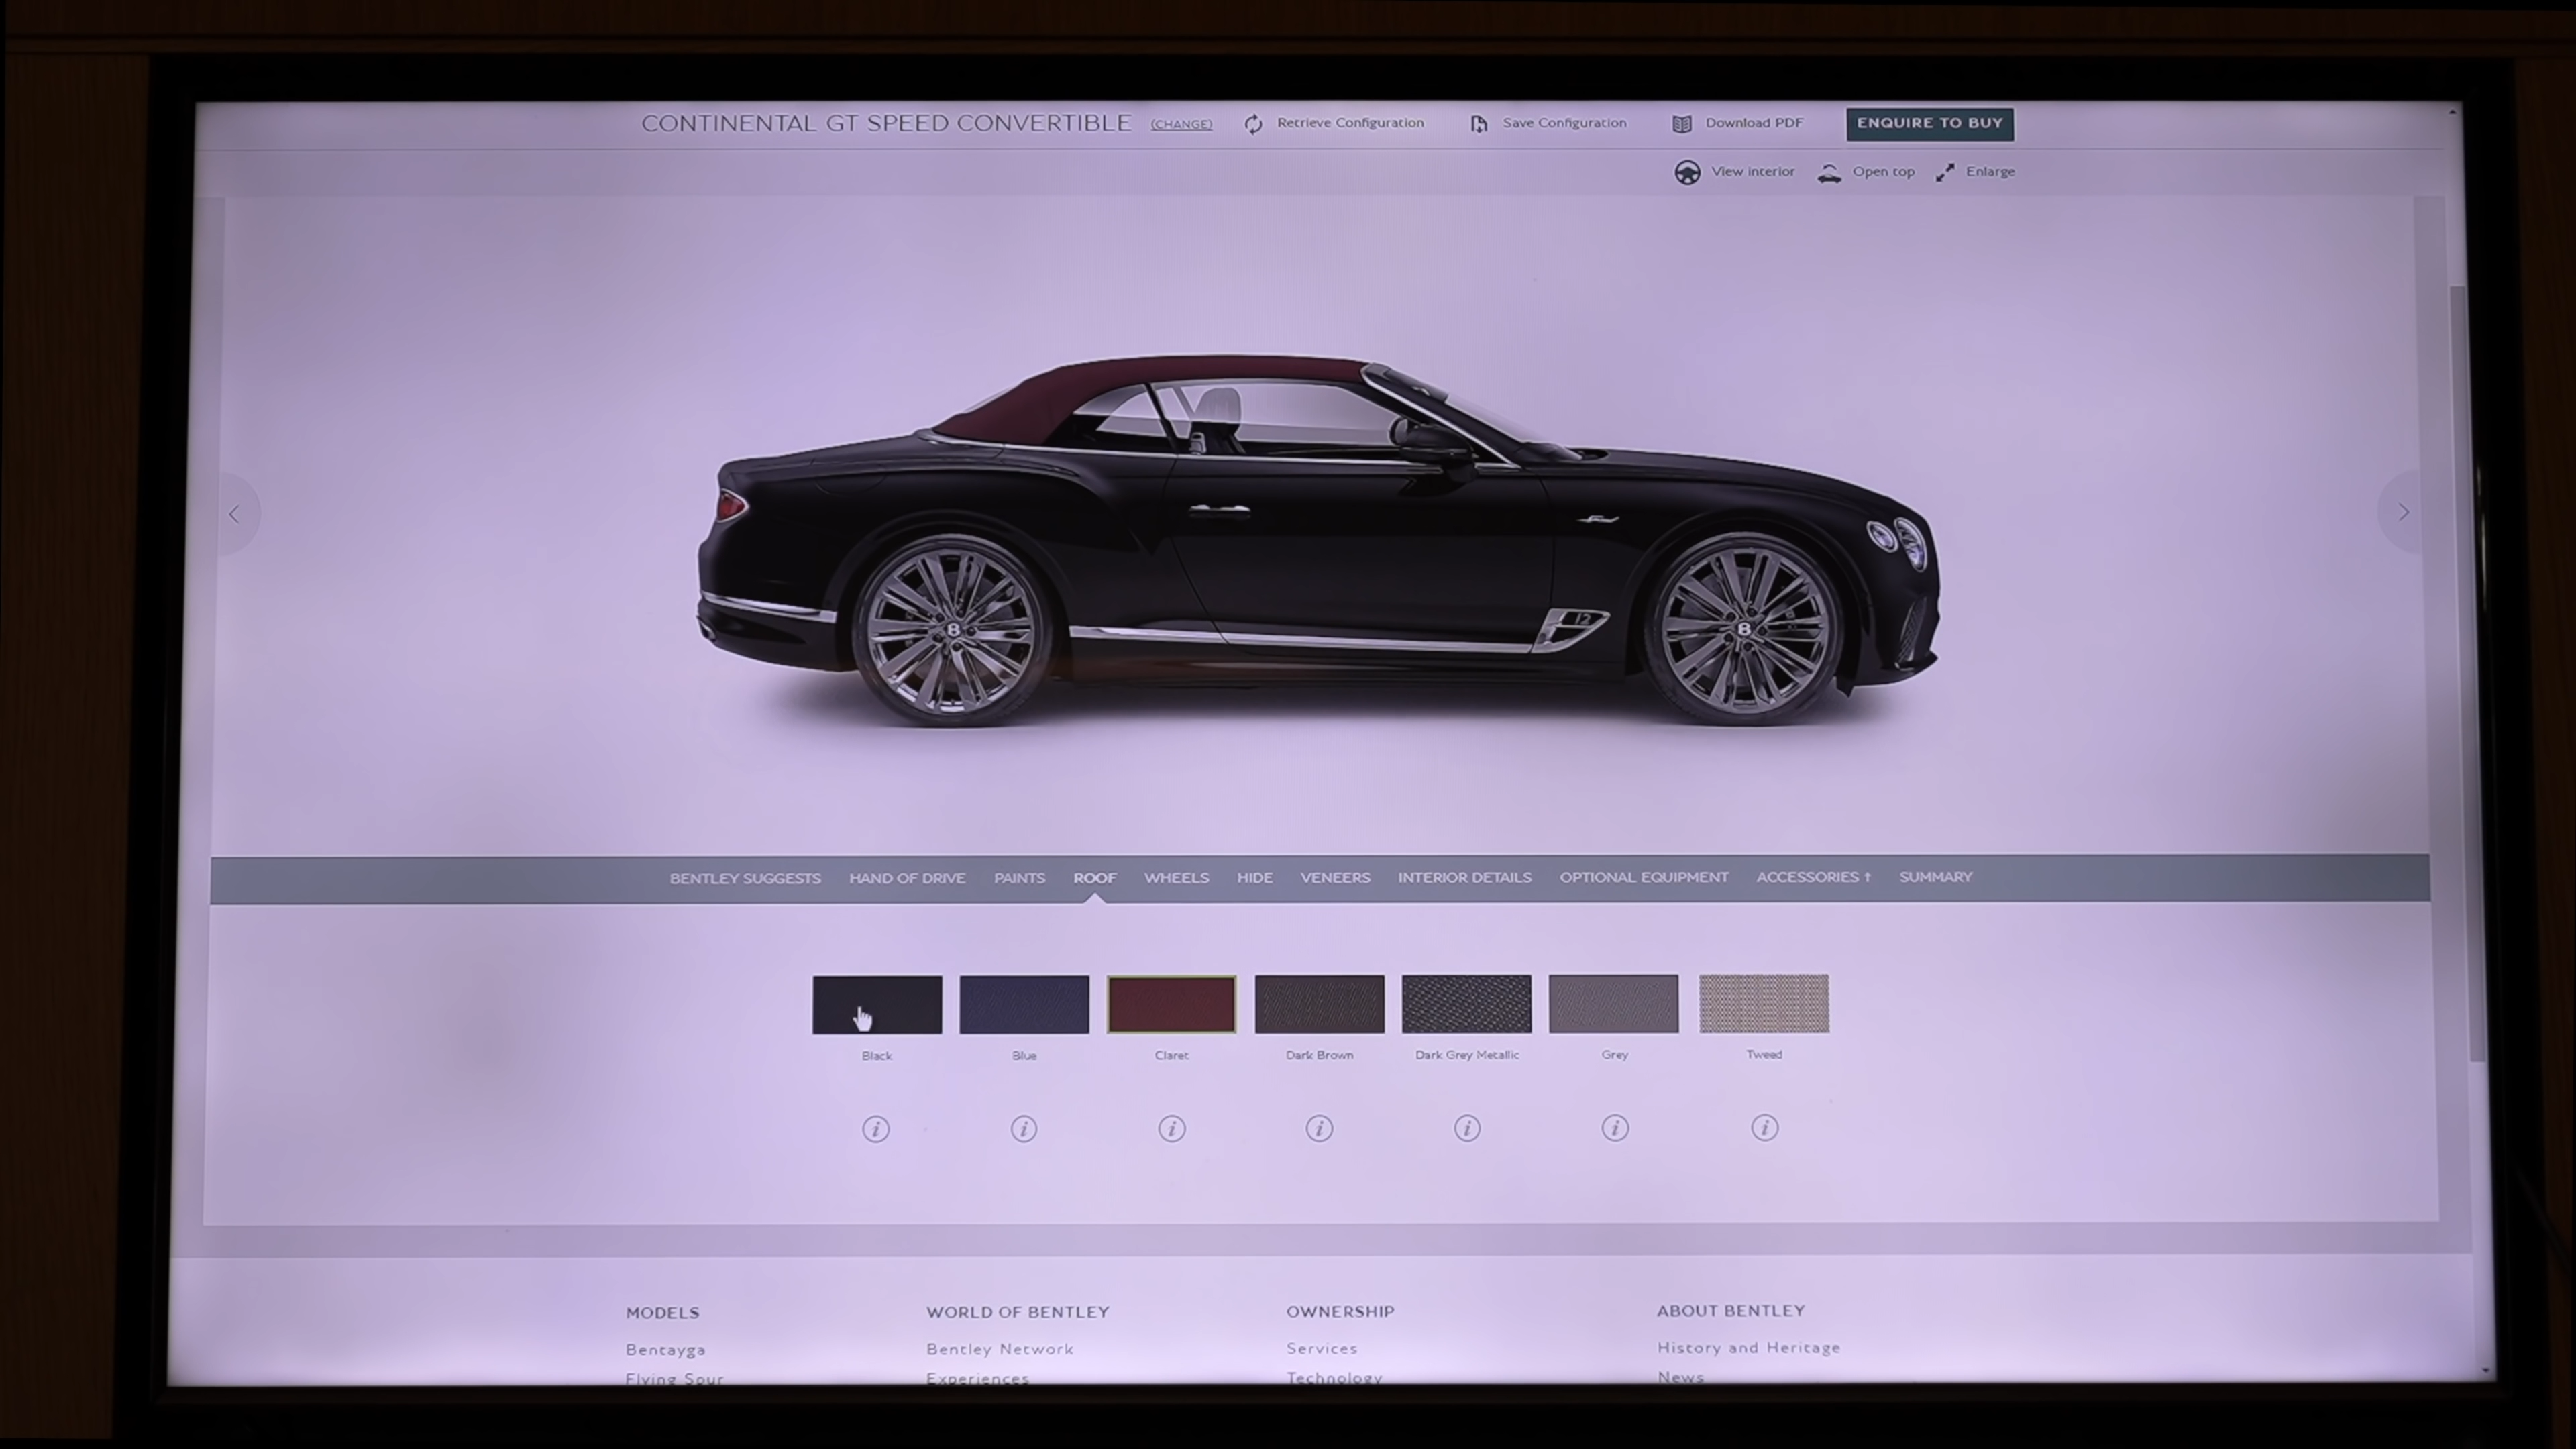 CONTINENTAL GT SPEED CONVERTIBLE (CHANGE) Retrieve Configuration Save Configuration Download PDF ENQUIRE TO BUY
View interior Open top Enlarge
12
B B
BENTLEY SUGGESTS HAND OF DRIVE PAINTS ROOF WHEELS HIDE VENEERS INTERIOR DETAILS OPTIONAL EQUIPMENT ACCESSORIES ↑ SUMMARY
Black Blue Claret Dark Brown Dark Grey Metallic Grey Tweed
i i i i i i i
MODELS WORLD OF BENTLEY OWNERSHIP ABOUT BENTLEY
Bentayga Bentley Network Services History and Heritage
Flying Spur Experiences Technology News